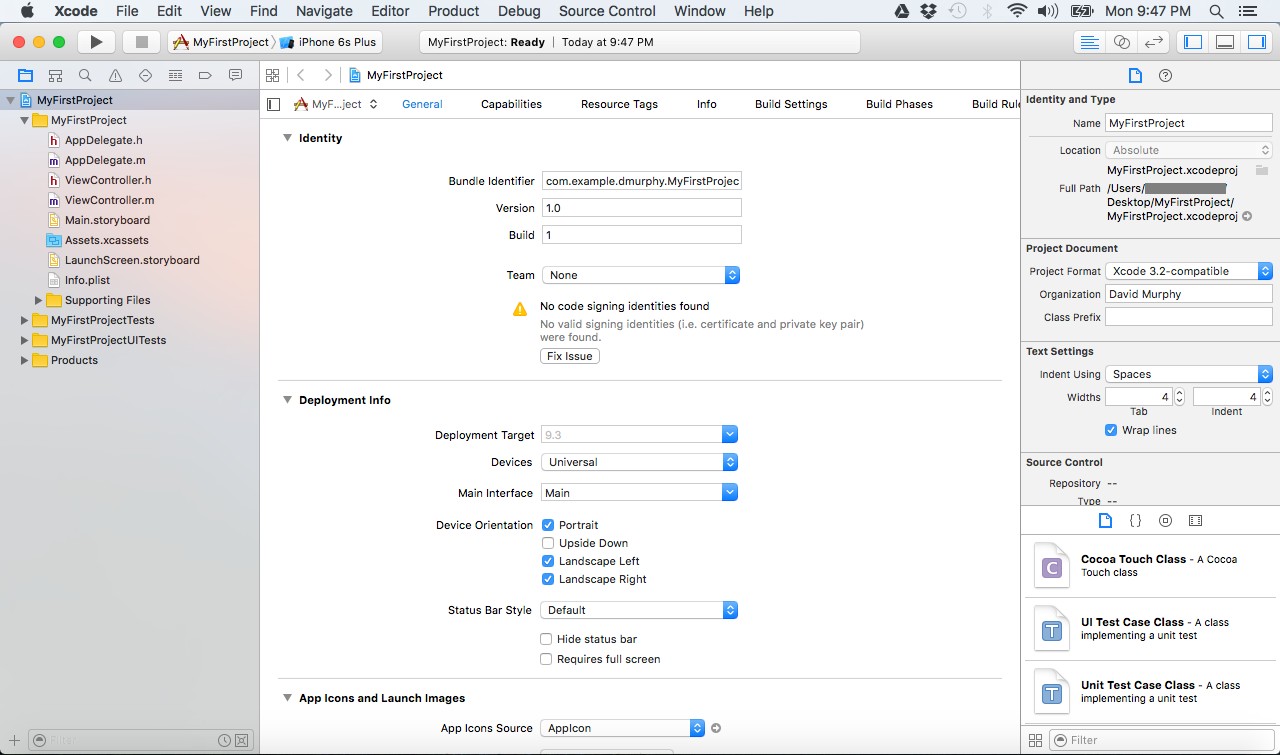 Xcode File Edit View Find Navigate Editor Product Debug Source Control Window Help Mon 9:47 PM
MyFirstProject iPhone 6s Plus MyFirstProject: Ready | Today at 9:47 PM
MyFirstProject
MyF...ject General Capabilities Resource Tags Info Build Settings Build Phases Build Rule
MyFirstProject
MyFirstProject
AppDelegate.h
AppDelegate.m
ViewController.h
ViewController.m
Main.storyboard
Assets.xcassets
LaunchScreen.storyboard
Info.plist
Supporting Files
MyFirstProjectTests
MyFirstProjectUITests
Products
Filter
Identity
Bundle Identifier com.example.dmurphy.MyFirstProjec
Version 1.0
Build 1
Team None
No code signing identities found
No valid signing identities (i.e. certificate and private key pair)
were found.
Fix Issue
Deployment Info
Deployment Target 9.3
Devices Universal
Main Interface Main
Device Orientation Portrait
Upside Down
Landscape Left
Landscape Right
Status Bar Style Default
Hide status bar
Requires full screen
App Icons and Launch Images
App Icons Source AppIcon
Identity and Type
Name MyFirstProject
Location Absolute
MyFirstProject.xcodeproj
Full Path /Users/
Desktop/MyFirstProject/
MyFirstProject.xcodeproj
Project Document
Project Format Xcode 3.2-compatible
Organization David Murphy
Class Prefix
Text Settings
Indent Using Spaces
Widths 4 4
Tab Indent
Wrap lines
Source Control
Repository --
Type --
{}
C
Cocoa Touch Class - A Cocoa
Touch class
T
UI Test Case Class - A class
implementing a unit test
T
Unit Test Case Class - A class
implementing a unit test
Filter